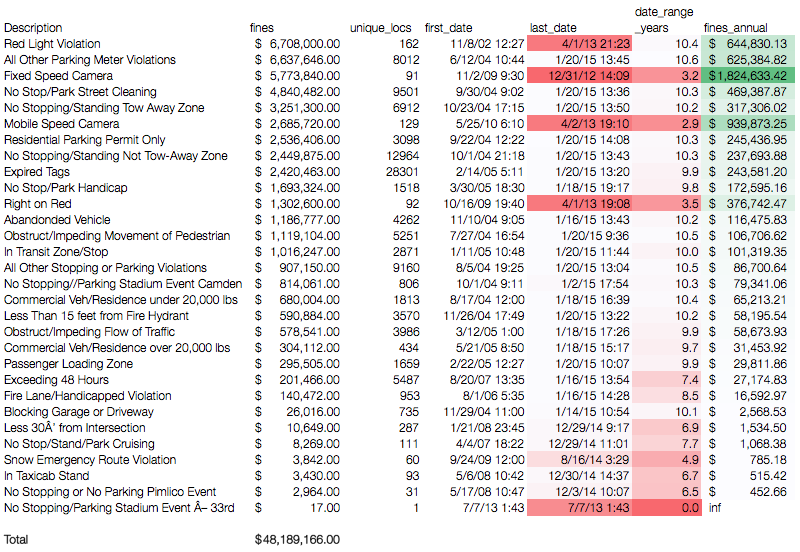 date_range
Description fines unique_locs first_date last_date _years fines_annual
Red Light Violation $ 6,708,000.00 162 11/8/02 12:27 4/1/13 21:23 10.4 $ 644,830.13
All Other Parking Meter Violations $ 6,637,646.00 8012 6/12/04 10:44 1/20/15 13:45 10.6 $ 625,384.82
Fixed Speed Camera $ 5,773,840.00 91 11/2/09 9:30 12/31/12 14:09 3.2 $1,824,633.42
No Stop/Park Street Cleaning $ 4,840,482.00 9501 9/30/04 9:02 1/20/15 13:36 10.3 $ 469,387.87
No Stopping/Standing Tow Away Zone $ 3,251,300.00 6912 10/23/04 17:15 1/20/15 13:50 10.2 $ 317,306.02
Mobile Speed Camera $ 2,685,720.00 129 5/25/10 6:10 4/2/13 19:10 2.9 $ 939,873.25
Residential Parking Permit Only $ 2,536,406.00 3098 9/22/04 12:22 1/20/15 14:08 10.3 $ 245,436.95
No Stopping/Standing Not Tow-Away Zone $ 2,449,875.00 12964 10/1/04 21:18 1/20/15 13:43 10.3 $ 237,693.88
Expired Tags $ 2,420,463.00 28301 2/14/05 5:11 1/20/15 13:20 9.9 $ 243,581.20
No Stop/Park Handicap $ 1,693,324.00 1518 3/30/05 18:30 1/18/15 19:17 9.8 $ 172,595.16
Right on Red $ 1,302,600.00 92 10/16/09 19:40 4/1/13 19:08 3.5 $ 376,742.47
Abandonded Vehicle $ 1,186,777.00 4262 11/10/04 9:05 1/16/15 13:43 10.2 $ 116,475.83
Obstruct/Impeding Movement of Pedestrian $ 1,119,104.00 5251 7/27/04 16:54 1/20/15 9:36 10.5 $ 106,706.62
In Transit Zone/Stop $ 1,016,247.00 2871 1/11/05 10:48 1/20/15 11:44 10.0 $ 101,319.35
All Other Stopping or Parking Violations $ 907,150.00 9160 8/5/04 19:25 1/20/15 13:04 10.5 $ 86,700.64
No Stopping//Parking Stadium Event Camden $ 814,061.00 806 10/1/04 9:11 1/2/15 17:54 10.3 $ 79,341.06
Commercial Veh/Residence under 20,000 lbs $ 680,004.00 1813 8/17/04 12:00 1/18/15 16:39 10.4 $ 65,213.21
Less Than 15 feet from Fire Hydrant $ 590,884.00 3570 11/26/04 17:49 1/20/15 13:22 10.2 $ 58,195.54
Obstruct/Impeding Flow of Traffic $ 578,541.00 3986 3/12/05 1:00 1/18/15 17:26 9.9 $ 58,673.93
Commercial Veh/Residence over 20,000 lbs $ 304,112.00 434 5/21/05 8:50 1/18/15 15:17 9.7 $ 31,453.92
Passenger Loading Zone $ 295,505.00 1659 2/22/05 12:27 1/20/15 10:07 9.9 $ 29,811.86
Exceeding 48 Hours $ 201,466.00 5487 8/20/07 13:35 1/16/15 13:54 7.4 $ 27,174.83
Fire Lane/Handicapped Violation $ 140,472.00 953 8/1/06 5:35 1/16/15 14:28 8.5 $ 16,592.97
Blocking Garage or Driveway $ 26,016.00 735 11/29/04 11:00 1/14/15 10:54 10.1 $ 2,568.53
Less 30Â' from Intersection $ 10,649.00 287 1/21/08 23:45 12/29/14 9:17 6.9 $ 1,534.50
No Stop/Stand/Park Cruising $ 8,269.00 111 4/4/07 18:22 12/29/14 11:01 7.7 $ 1,068.38
Snow Emergency Route Violation $ 3,842.00 60 9/24/09 12:00 8/16/14 3:29 4.9 $ 785.18
In Taxicab Stand $ 3,430.00 93 5/6/08 10:42 12/30/14 14:37 6.7 $ 515.42
No Stopping or No Parking Pimlico Event $ 2,964.00 31 5/17/08 10:47 12/3/14 10:07 6.5 $ 452.66
No Stopping/Parking Stadium Event Â– 33rd $ 17.00 1 7/7/13 1:43 7/7/13 1:43 0.0 inf
Total $48,189,166.00